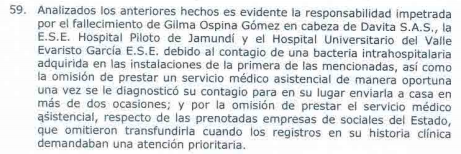 59. Analizados los anteriores hechos es evidente la responsabilidad impetrada
por el fallecimiento de Gilma Ospina Gómez en cabeza de Davita S.A.S., la
E.S.E. Hospital Piloto de Jamundí y el Hospital Universitario del Valle
Evaristo García E.S.E. debido al contagio de una bacteria intrahospitalaria
adquirida en las instalaciones de la primera de las mencionadas, así como
la omisión de prestar un servicio médico asistencial de manera oportuna
una vez se le diagnosticó su contagio para en su lugar enviarla a casa en
más de dos ocasiones; y por la omisión de prestar el servicio médico
asistencial, respecto de las prenotadas empresas de sociales del Estado,
que omitieron transfundirla cuando los registros en su historia clínica
demandaban una atención prioritaria.